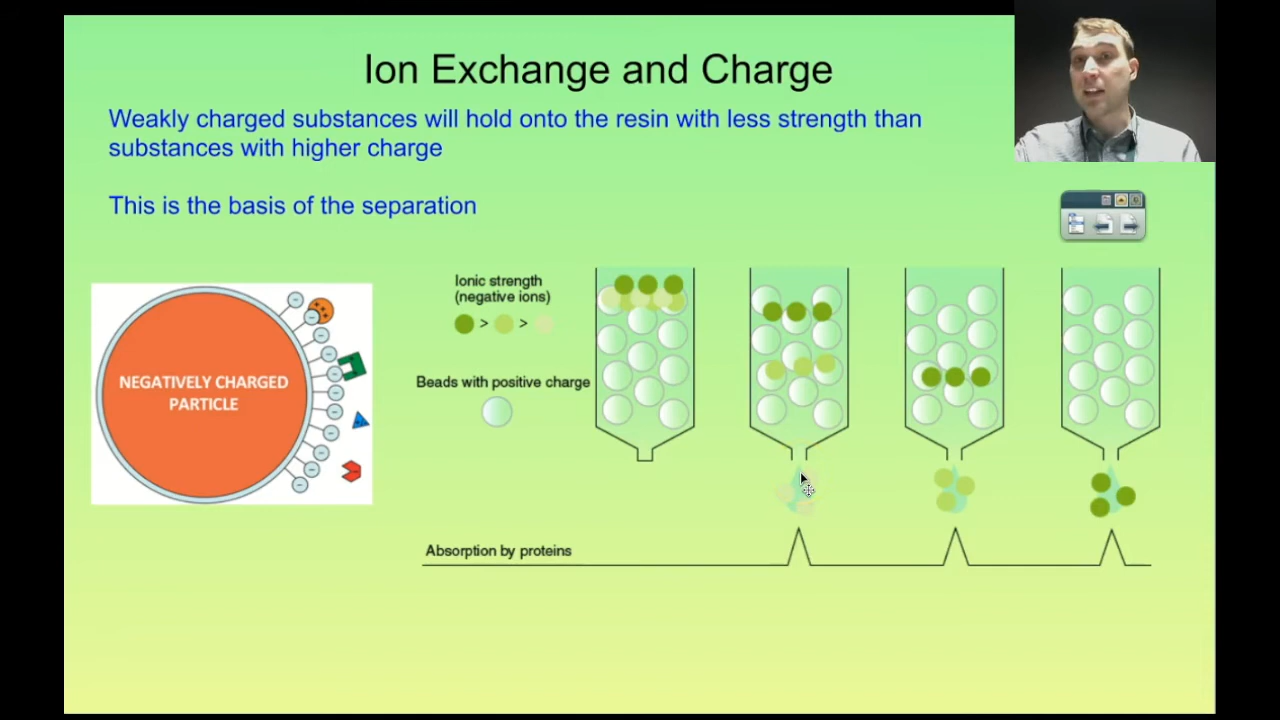 Ion Exchange and Charge
Weakly charged substances will hold onto the resin with less strength than
substances with higher charge
This is the basis of the separation
Ionic strength
(negative ions)
> >
Beads with positive charge
NEGATIVELY CHARGED
PARTICLE
Absorption by proteins